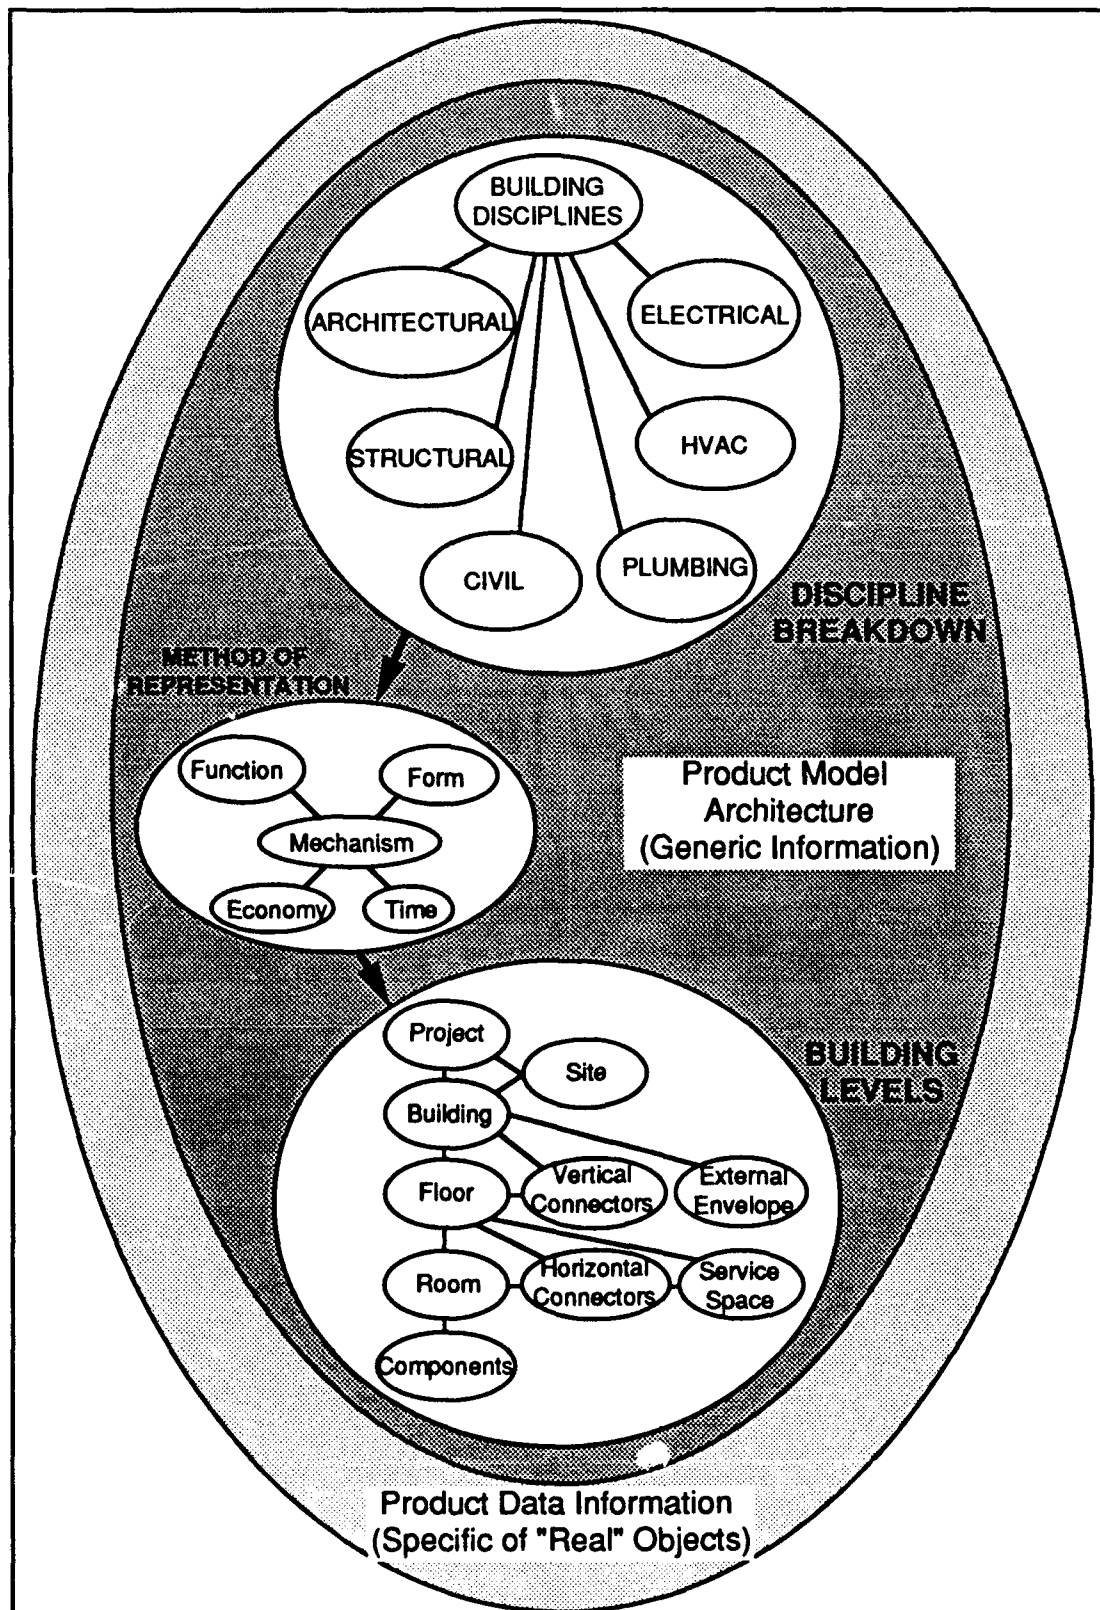 BUILDING
DISCIPLINES
ARCHITECTURAL
ELECTRICAL
STRUCTURAL
HVAC
CIVIL
PLUMBING
DISCIPLINE
BREAKDOWN
METHOD OF
REPRESENTATION
Function
Form
Mechanism
Economy
Time
Product Model
Architecture
(Generic Information)
Project
Site
Building
BUILDING
LEVELS
Floor
Vertical
Connectors
External
Envelope
Room
Horizontal
Connectors
Service
Space
Components
Product Data Information
(Specific of "Real" Objects)